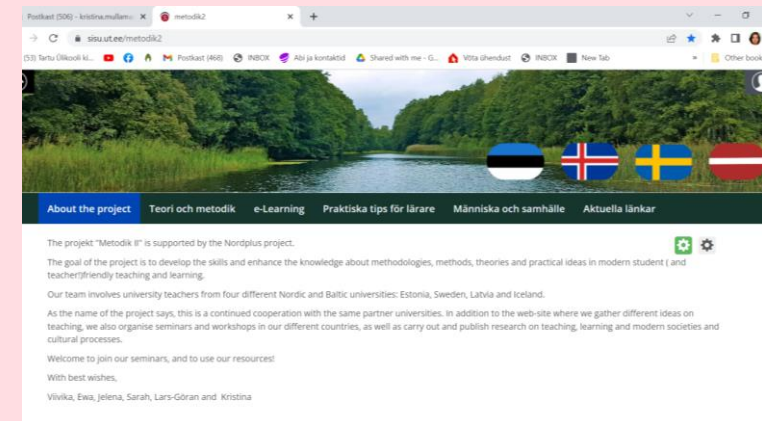 Postkast (506) - kristina.mullamaa
metodik2
sisu.ut.ee/metodik2
(53) Tartu Ülikooli ki...
Postkast (468)
INBOX
Abi ja kontaktid
Shared with me - G...
Võta ühendust
INBOX
New Tab
Other book
About the project
Teori och metodik
e-Learning
Praktiska tips för lärare
Människa och samhälle
Aktuella länkar
The projekt "Metodik II" is supported by the Nordplus project.
The goal of the project is to develop the skills and enhance the knowledge about methodologies, methods, theories and practical ideas in modern student ( and
teacher!)friendly teaching and learning.
Our team involves university teachers from four different Nordic and Baltic universities: Estonia, Sweden, Latvia and Iceland.
As the name of the project says, this is a continued cooperation with the same partner universities. In addition to the web-site where we gather different ideas on
teaching, we also organise seminars and workshops in our different countries, as well as carry out and publish research on teaching, learning and modern societies and
cultural processes.
Welcome to join our seminars, and to use our resources!
With best wishes,
Viivika, Ewa, Jelena, Sarah, Lars-Göran and Kristina